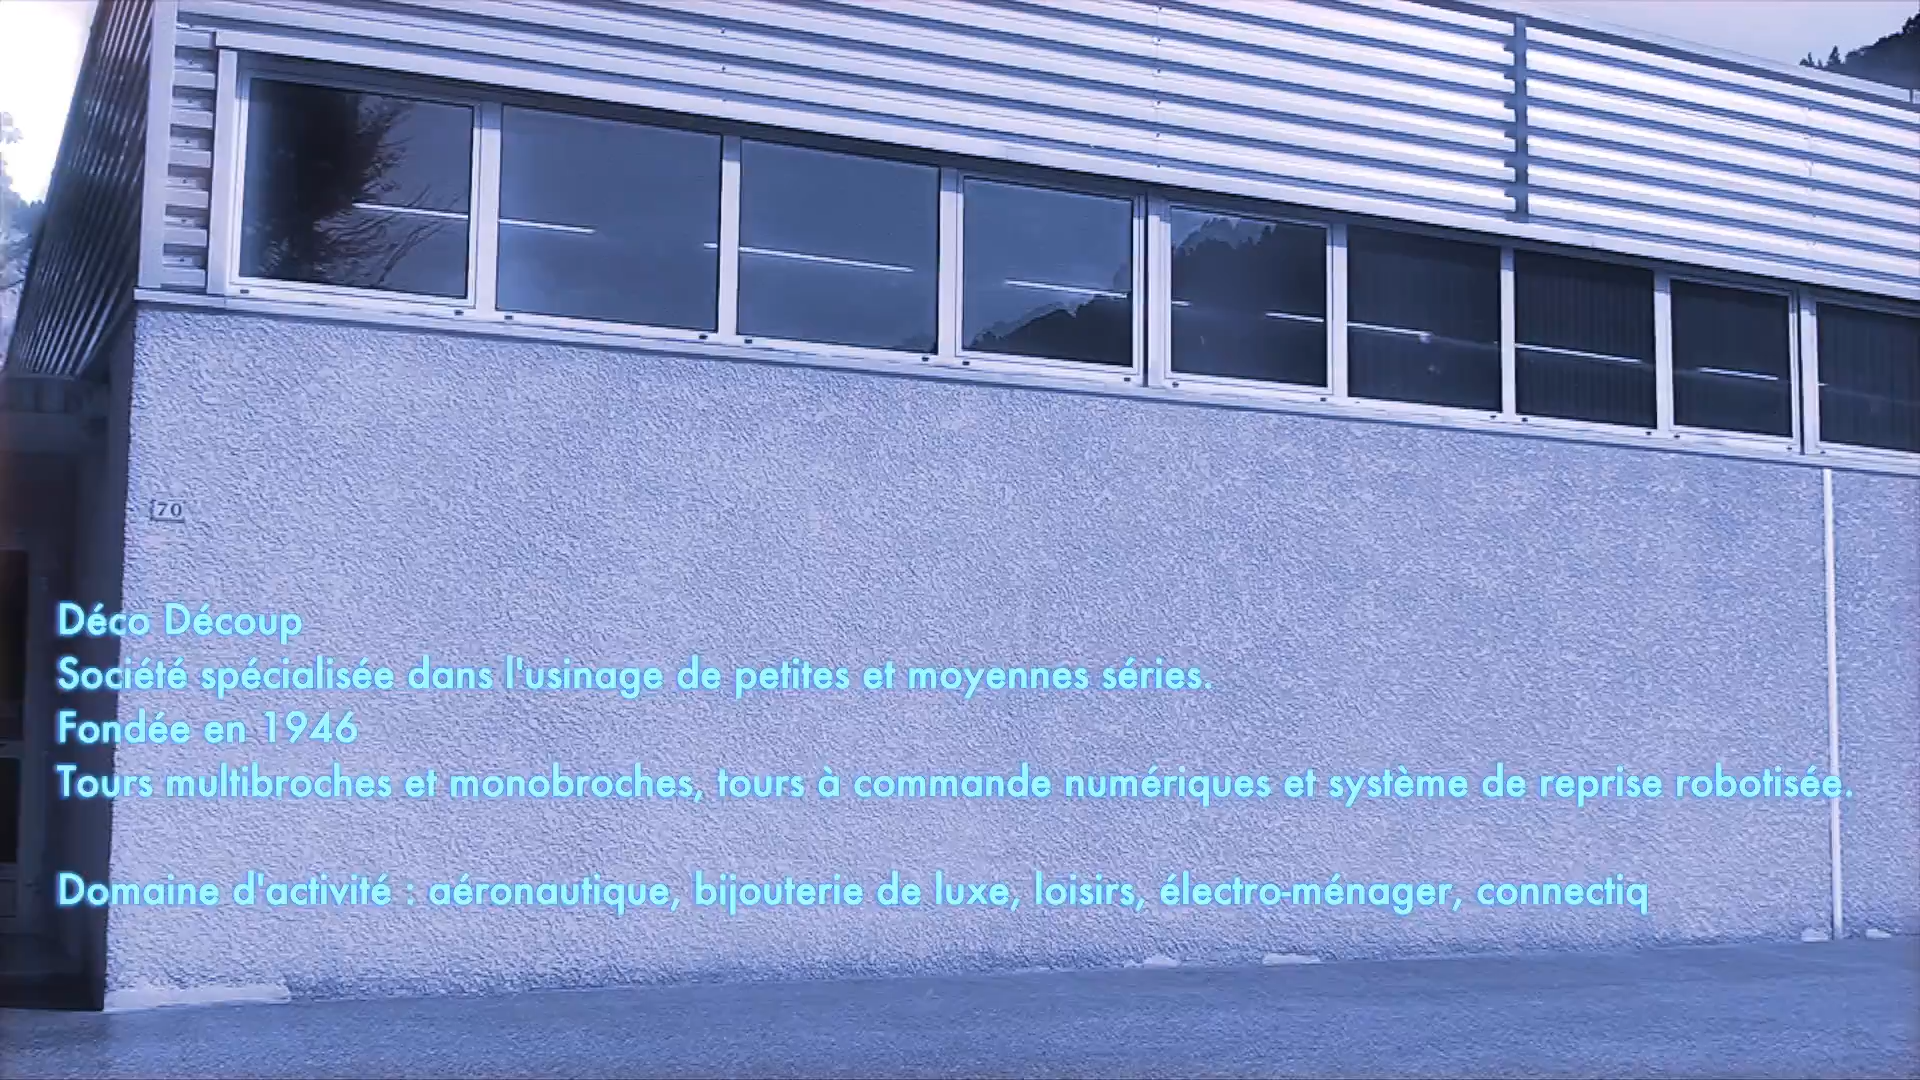 70
Déco Découp
Société spécialisée dans l'usinage de petites et moyennes séries.
Fondée en 1946
Tours multibroches et monobroches, tours à commande numériques et système de reprise robotisée.
Domaine d'activité : aéronautique, bijouterie de luxe, loisirs, électro-ménager, connectiq